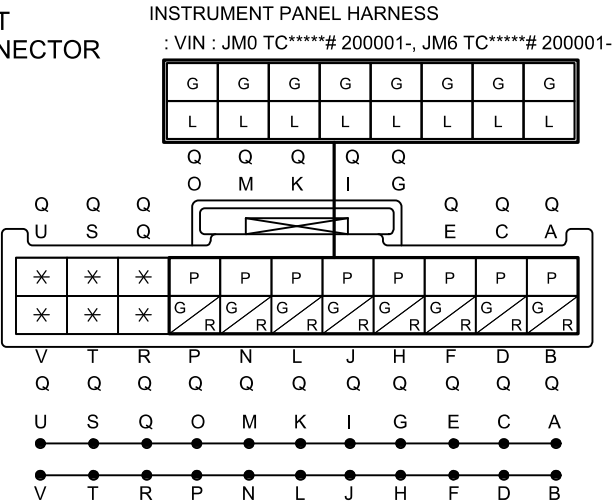 T
NECTOR
INSTRUMENT PANEL HARNESS
: VIN : JM0 TC*****# 200001-, JM6 TC*****# 200001-
G G G G G G G G
L L L L L L L L
Q Q Q Q Q
O M K I G
Q Q Q Q Q Q
U S Q E C A
* * * P P P P P P P P
* * * G/R G/R G/R G/R G/R G/R G/R G/R
V T R P N L J H F D B
Q Q Q Q Q Q Q Q Q Q Q
U S Q O M K I G E C A
V T R P N L J H F D B